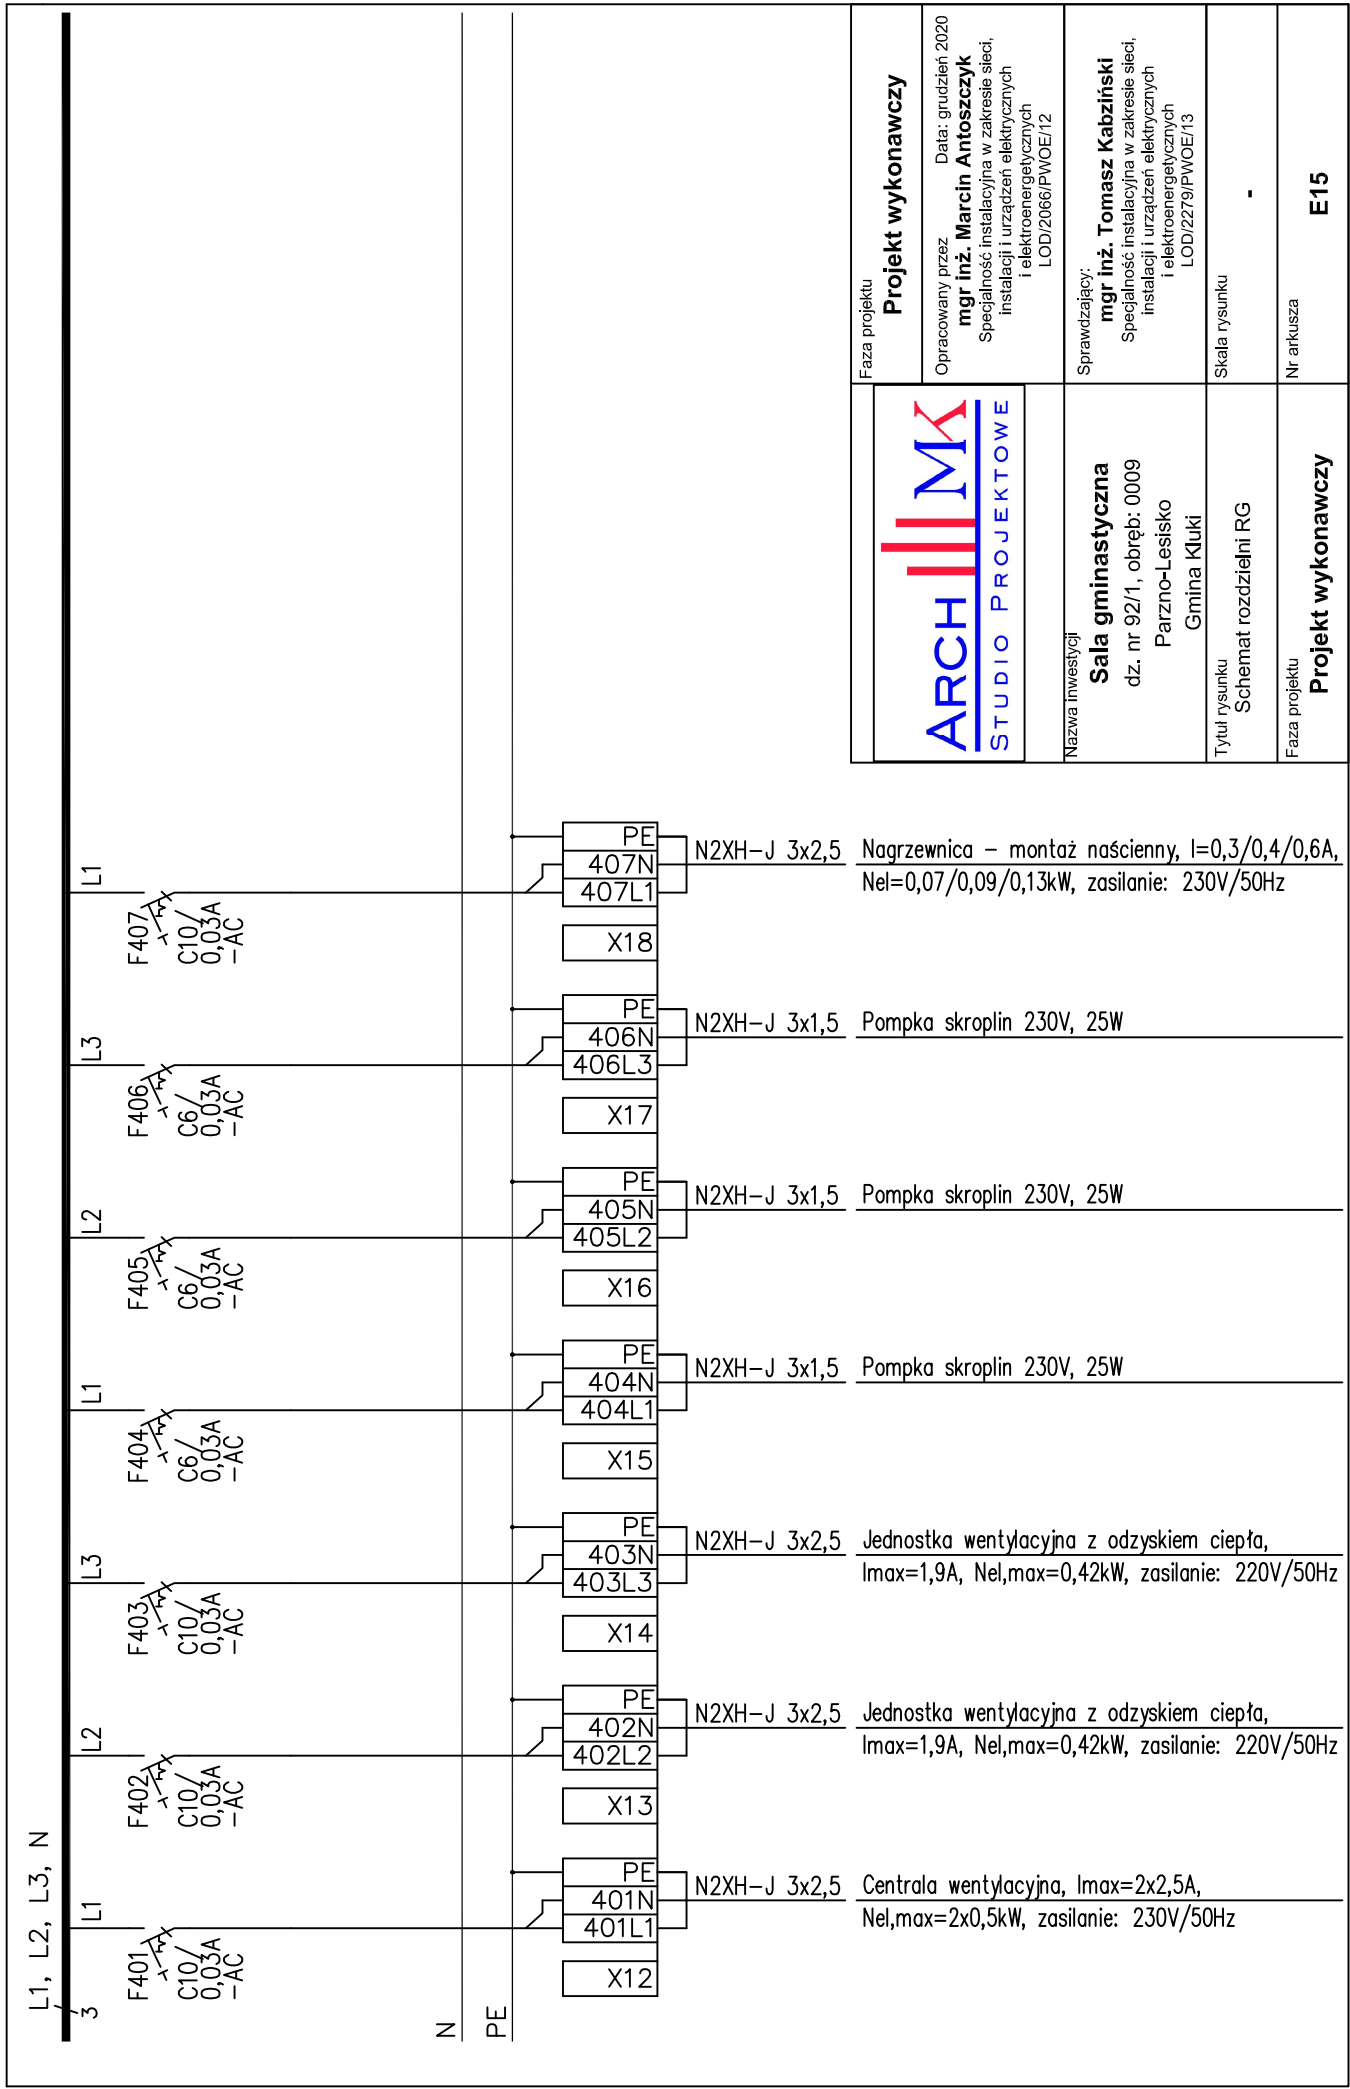 L1, L2, L3, N
3
N
PE
L1
F401
C10/
0,03A
-AC
PE
401N
401L1
X12
N2XH-J 3x2,5
Centrala wentylacyjna, Imax=2x2,5A,
Nel,max=2x0,5kW, zasilanie: 230V/50Hz
L2
F402
C10/
0,03A
-AC
PE
402N
402L2
X13
N2XH-J 3x2,5
Jednostka wentylacyjna z odzyskiem ciepła,
Imax=1,9A, Nel,max=0,42kW, zasilanie: 220V/50Hz
L3
F403
C10/
0,03A
-AC
PE
403N
403L3
X14
N2XH-J 3x2,5
Jednostka wentylacyjna z odzyskiem ciepła,
Imax=1,9A, Nel,max=0,42kW, zasilanie: 220V/50Hz
L1
F404
C6/
0,03A
-AC
PE
404N
404L1
X15
N2XH-J 3x1,5
Pompka skroplin 230V, 25W
L2
F405
C6/
0,03A
-AC
PE
405N
405L2
X16
N2XH-J 3x1,5
Pompka skroplin 230V, 25W
L3
F406
C6/
0,03A
-AC
PE
406N
406L3
X17
N2XH-J 3x1,5
Pompka skroplin 230V, 25W
L1
F407
C10/
0,03A
-AC
PE
407N
407L1
X18
N2XH-J 3x2,5
Nagrzewnica – montaż naścienny, I=0,3/0,4/0,6A,
Nel=0,07/0,09/0,13kW, zasilanie: 230V/50Hz
ARCH MK
STUDIO PROJEKTOWE
Nazwa inwestycji
Sala gminastyczna
dz. nr 92/1, obręb: 0009
Parzno-Lesisko
Gmina Kluki
Tytuł rysunku
Schemat rozdzielni RG
Faza projektu
Projekt wykonawczy
Faza projektu
Projekt wykonawczy
Opracowany przez Data: grudzień 2020
mgr inż. Marcin Antoszczyk
Specjalność instalacyjna w zakresie sieci,
instalacji i urządzeń elektrycznych
i elektroenergetycznych
LOD/2066/PWOE/12
Sprawdzający:
mgr inż. Tomasz Kabziński
Specjalność instalacyjna w zakresie sieci,
instalacji i urządzeń elektrycznych
i elektroenergetycznych
LOD/2279/PWOE/13
Skala rysunku
-
Nr arkusza
E15